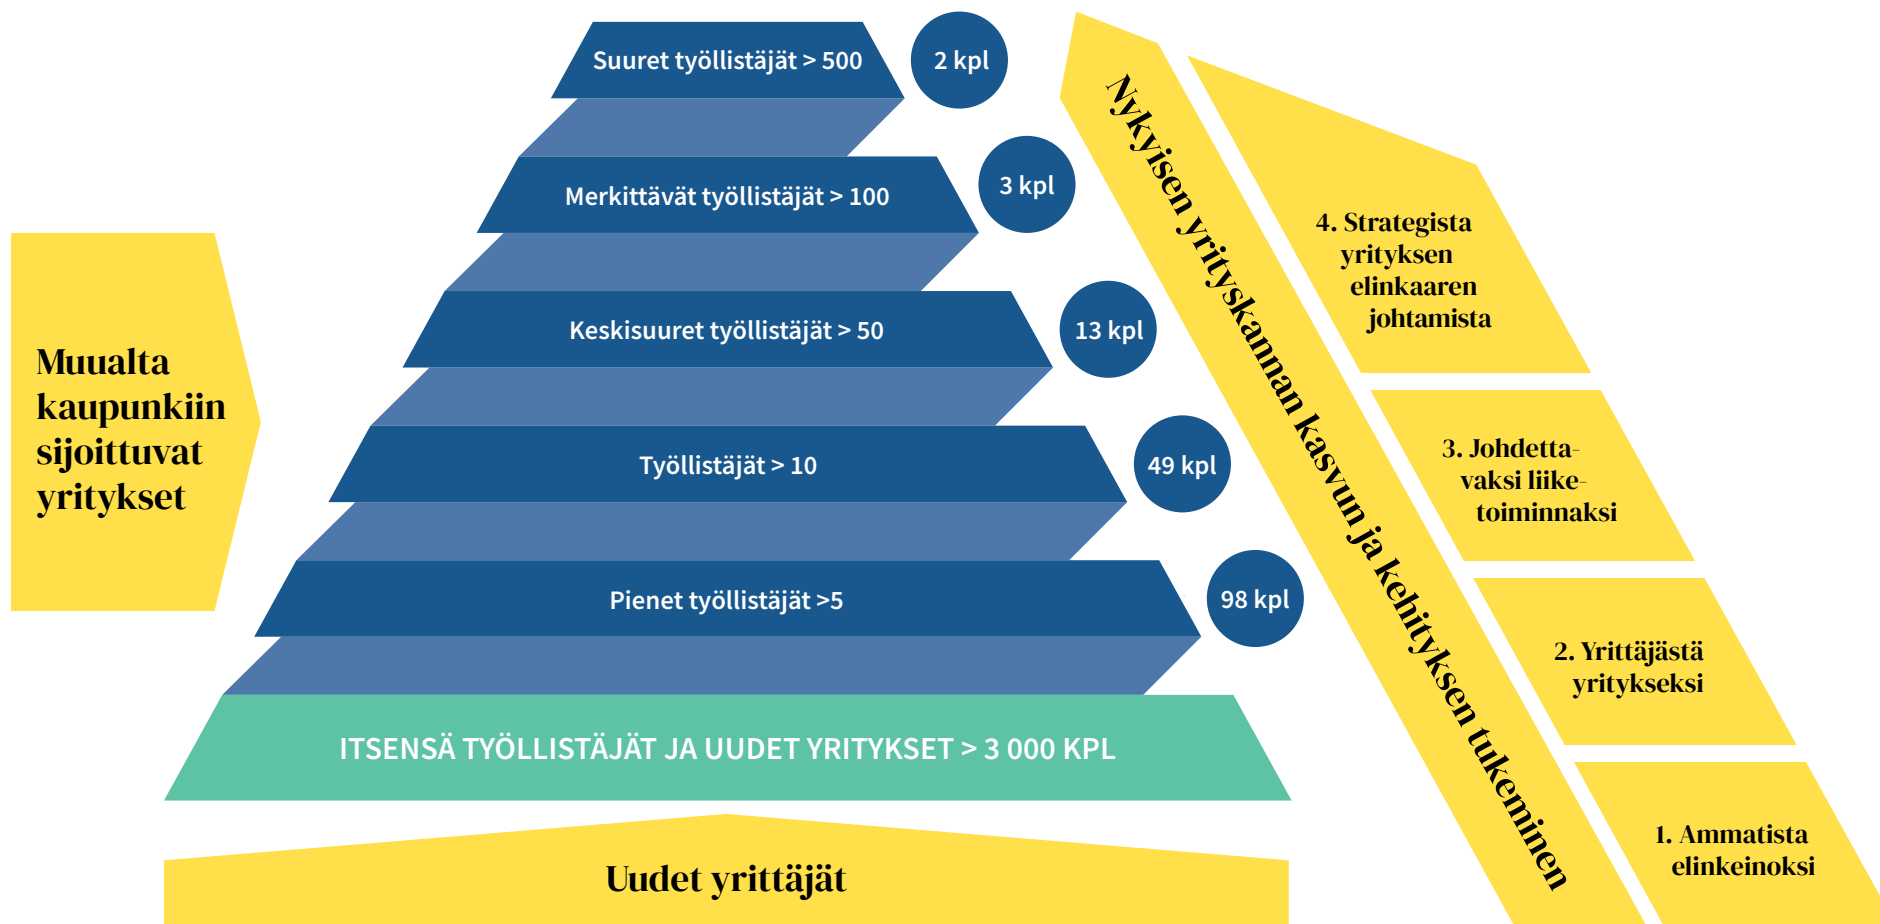 Suuret työllistäjät > 500
2 kpl
Merkittävät työllistäjät > 100
3 kpl
Keskisuuret työllistäjät > 50
13 kpl
Työllistäjät > 10
49 kpl
Pienet työllistäjät >5
98 kpl
ITSENSÄ TYÖLLISTÄJÄT JA UUDET YRITYKSET > 3 000 KPL
Muualta
kaupunkiin
sijoittuvat
yritykset
Uudet yrittäjät
Nykyisen yrityskannan kasvun ja kehityksen tukeminen
4. Strategista
yrityksen
elinkaaren
johtamista
3. Johdetta-
vaksi liike-
toiminnaksi
2. Yrittäjästä
yritykseksi
1. Ammatista
elinkeinoksi